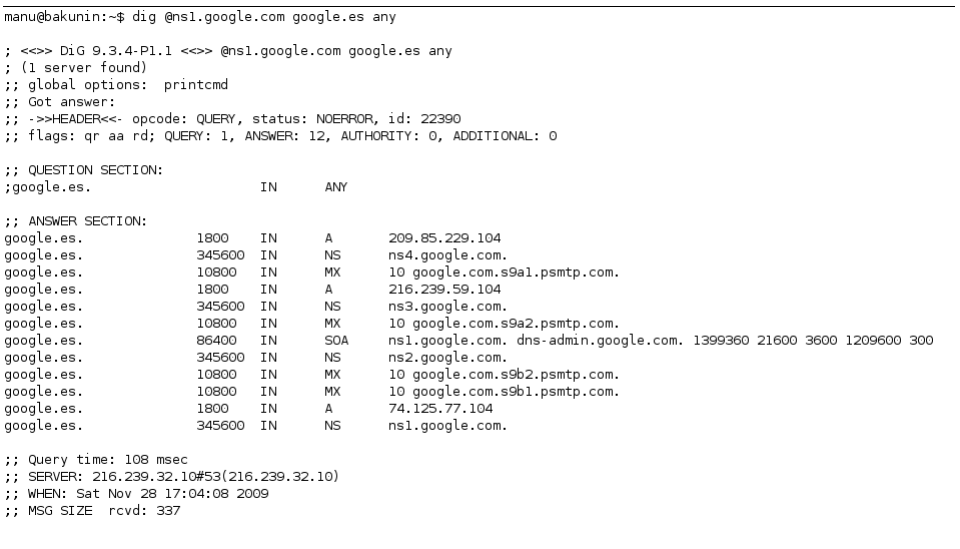 manu@bakunin:~$ dig @ns1.google.com google.es any
; <<>> DiG 9.3.4-P1.1 <<>> @ns1.google.com google.es any
; (1 server found)
;; global options:  printcmd
;; Got answer:
;; ->>HEADER<<- opcode: QUERY, status: NOERROR, id: 22390
;; flags: qr aa rd; QUERY: 1, ANSWER: 12, AUTHORITY: 0, ADDITIONAL: 0
;; QUESTION SECTION:
;google.es. IN ANY
;; ANSWER SECTION:
google.es. 1800 IN A 209.85.229.104
google.es. 345600 IN NS ns4.google.com.
google.es. 10800 IN MX 10 google.com.s9a1.psmtp.com.
google.es. 1800 IN A 216.239.59.104
google.es. 345600 IN NS ns3.google.com.
google.es. 10800 IN MX 10 google.com.s9a2.psmtp.com.
google.es. 86400 IN SOA ns1.google.com. dns-admin.google.com. 1399360 21600 3600 1209600 300
google.es. 345600 IN NS ns2.google.com.
google.es. 10800 IN MX 10 google.com.s9b2.psmtp.com.
google.es. 10800 IN MX 10 google.com.s9b1.psmtp.com.
google.es. 1800 IN A 74.125.77.104
google.es. 345600 IN NS ns1.google.com.
;; Query time: 108 msec
;; SERVER: 216.239.32.10#53(216.239.32.10)
;; WHEN: Sat Nov 28 17:04:08 2009
;; MSG SIZE  rcvd: 337